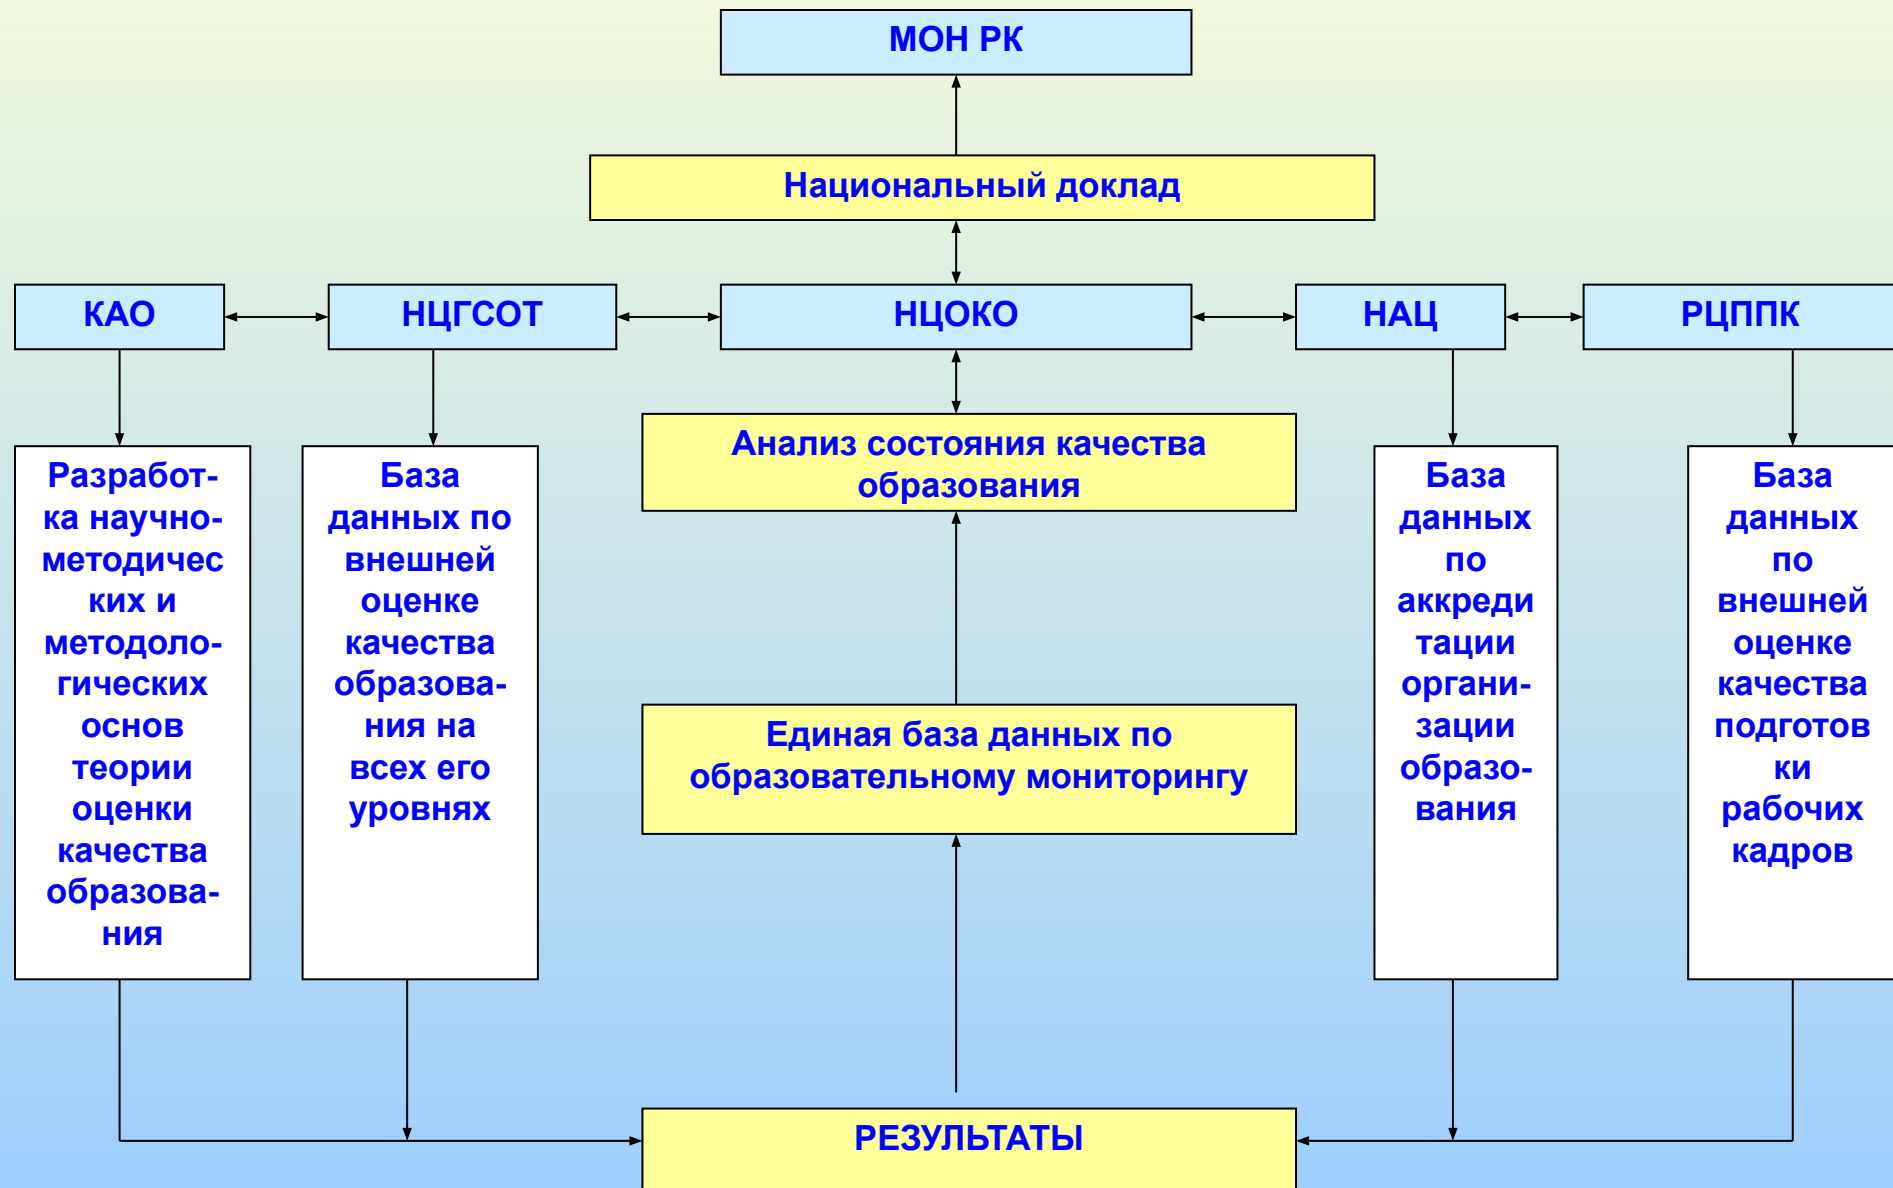 МОН РК
Национальный доклад
КАО
НЦГСОТ
НЦОКО
НАЦ
РЦППК
Разработ-
ка научно-
методичес
ких и
методоло-
гических
основ
теории
оценки
качества
образова-
ния
База
данных по
внешней
оценке
качества
образова-
ния на
всех его
уровнях
Анализ состояния качества
образования
Единая база данных по
образовательному мониторингу
База
данных
по
аккреди
тации
органи-
зации
образо-
вания
База
данных
по
внешней
оценке
качества
подготов
ки
рабочих
кадров
РЕЗУЛЬТАТЫ